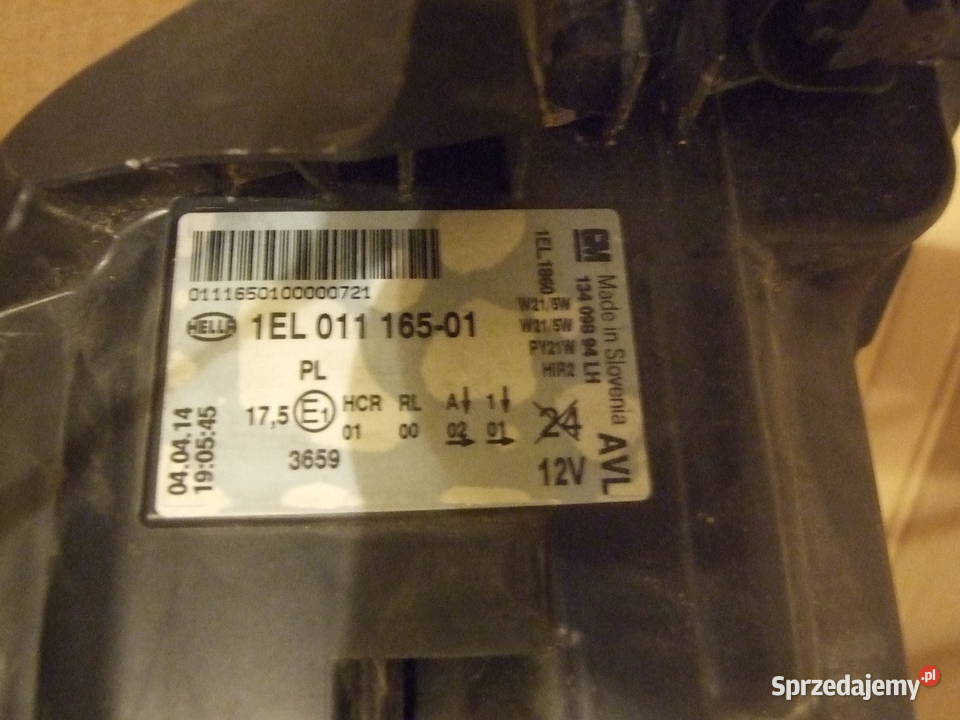 0111650100000721
HELLA 1EL 011 165-01
PL
17,5 E1 HCR RL A 1
01 00 02 01
3659
04.04.14
19:05:45
1EL 1860
W21/5W
W21/5W
PY21W
HIR2
24
12V
GM
134 098 94 LH
Made in Slovenia
AVL
Sprzedajemy.pl